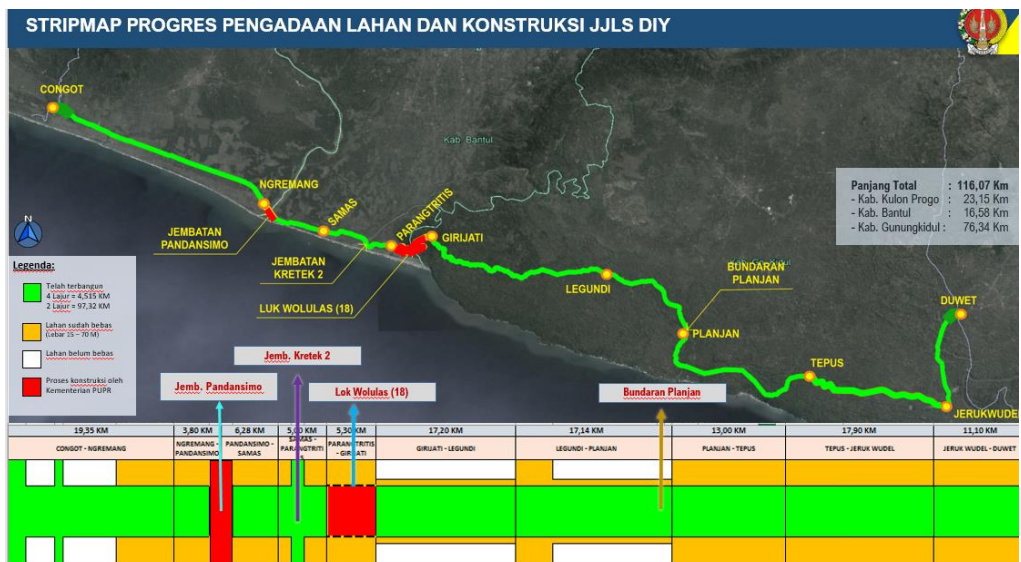 STRIPMAP PROGRES PENGADAAN LAHAN DAN KONSTRUKSI JJLS DIY
CONGOT
Kab. Bantul
NGREMANG
SAMAS
PARANGTRITIS
GIRIJATI
JEMBATAN
PANDANSIMO
JEMBATAN
KRETEK 2
LUK WOLULAS (18)
LEGUNDI
BUNDARAN
PLANJAN
PLANJAN
TEPUS
DUWET
JERUKWUDEL
N
Panjang Total : 116,07 Km
- Kab. Kulon Progo : 23,15 Km
- Kab. Bantul : 16,58 Km
- Kab. Gunungkidul : 76,34 Km
Legenda:
Telah terbangun
4 Lajur = 4,515 KM
2 Lajur = 97,32 KM
Lahan sudah bebas
(Lebar 15 – 70 M)
Lahan belum bebas
Proses konstruksi oleh
Kementerian PUPR
Jemb. Kretek 2
Jemb. Pandansimo
Lok Wolulas (18)
Bundaran Planjan
19,35 KM
3,80 KM
6,28 KM
5,00 KM
5,30 KM
17,20 KM
17,14 KM
13,00 KM
17,90 KM
11,10 KM
CONGOT - NGREMANG
NGREMANG -
PANDANSIMO
PANDANSIMO -
SAMAS
SAMAS -
PARANGTRITI
S
PARANGTRITIS
- GIRIJATI
GIRIJATI - LEGUNDI
LEGUNDI - PLANJAN
PLANJAN - TEPUS
TEPUS - JERUK WUDEL
JERUK WUDEL - DUWET